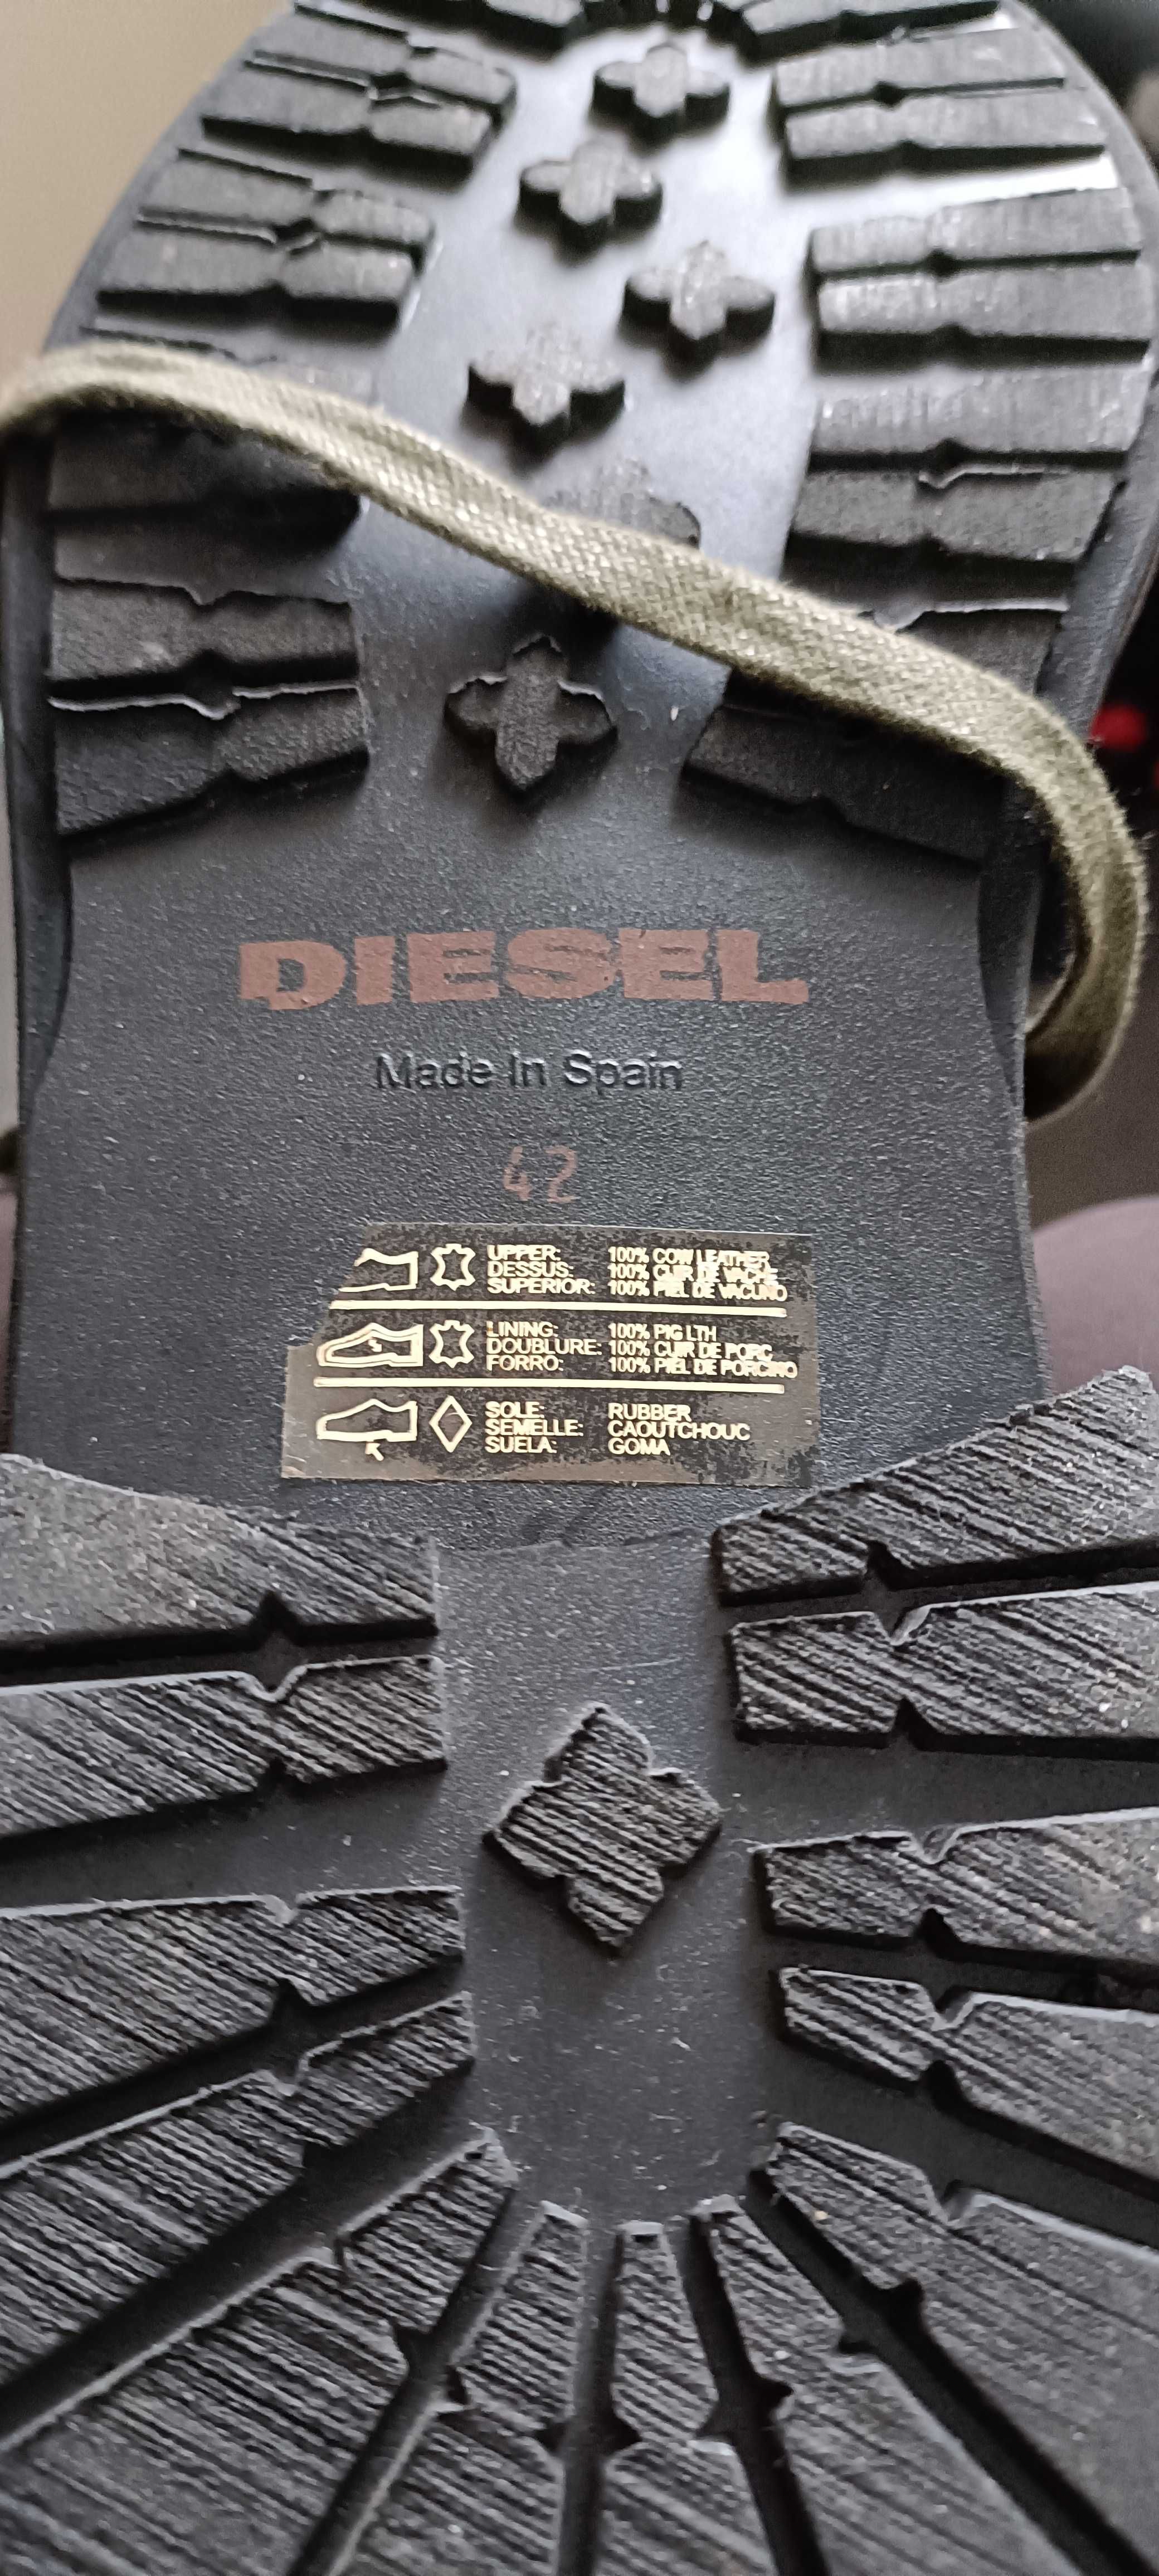 DIESEL
Made In Spain
42
UPPER: 100% COW LEATHER
DESSUS: 100% CUIR DE VACHE
SUPERIOR: 100% PIEL DE VACUNO
LINING: 100% PIG LTH
DOUBLURE: 100% CUIR DE PORC
FORRO: 100% PIEL DE PORCINO
SOLE: RUBBER
SEMELLE: CAOUTCHOUC
SUELA: GOMA